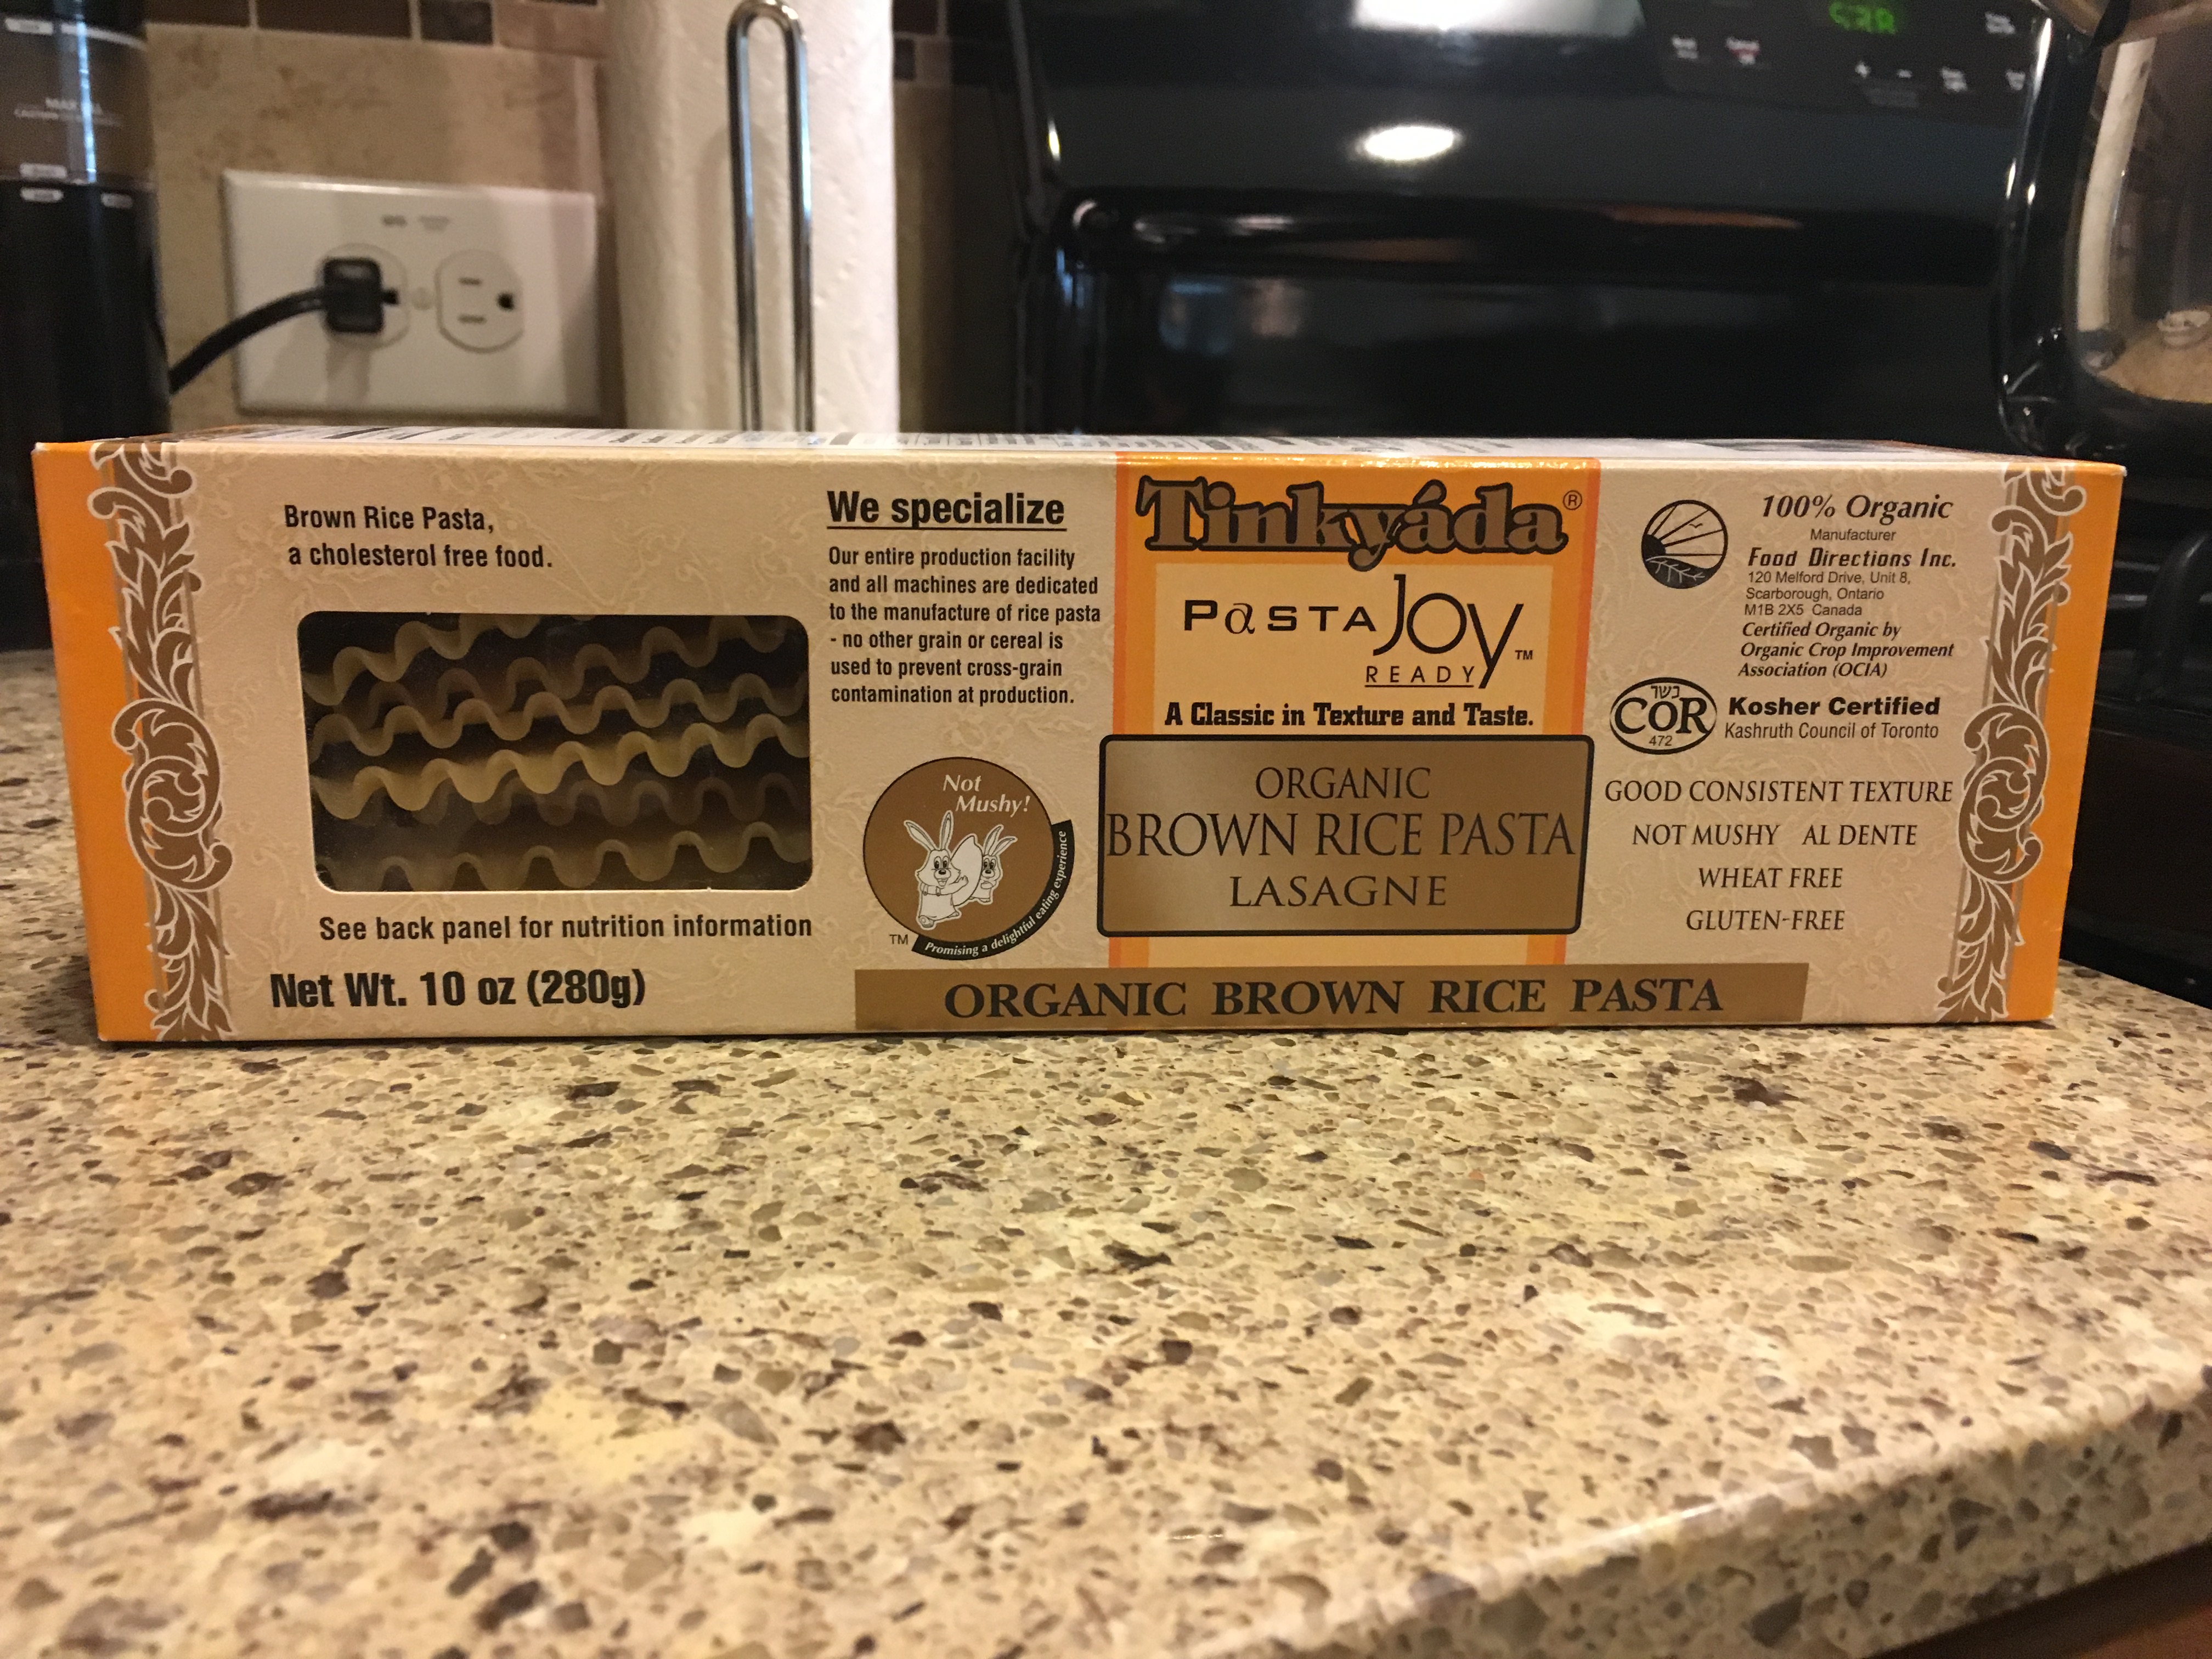 Brown Rice Pasta,
a cholesterol free food.
See back panel for nutrition information
Net Wt. 10 oz (280g)
We specialize
Our entire production facility
and all machines are dedicated
to the manufacture of rice pasta
- no other grain or cereal is
used to prevent cross-grain
contamination at production.
Not
Mushy!
Promising a delightful eating experience
TM
Tinkyáda®
PaSTA JOy
READY
TM
A Classic in Texture and Taste.
ORGANIC
BROWN RICE PASTA
LASAGNE
ORGANIC BROWN RICE PASTA
100% Organic
Manufacturer
Food Directions Inc.
120 Melford Drive, Unit 8,
Scarborough, Ontario
M1B 2X5 Canada
Certified Organic by
Organic Crop Improvement
Association (OCIA)
כשר
COR
472
Kosher Certified
Kashruth Council of Toronto
GOOD CONSISTENT TEXTURE
NOT MUSHY AL DENTE
WHEAT FREE
GLUTEN-FREE